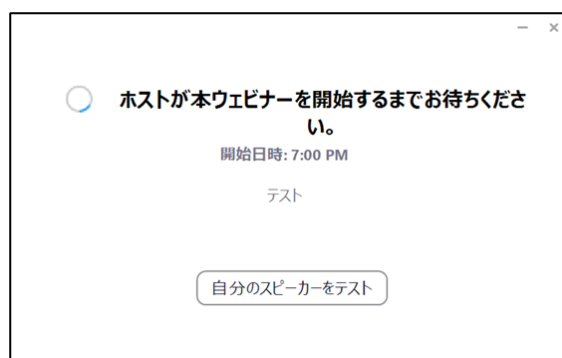 ホストが本ウェビナーを開始するまでお待ちくださ
い。
開始日時: 7:00 PM
テスト
自分のスピーカーをテスト